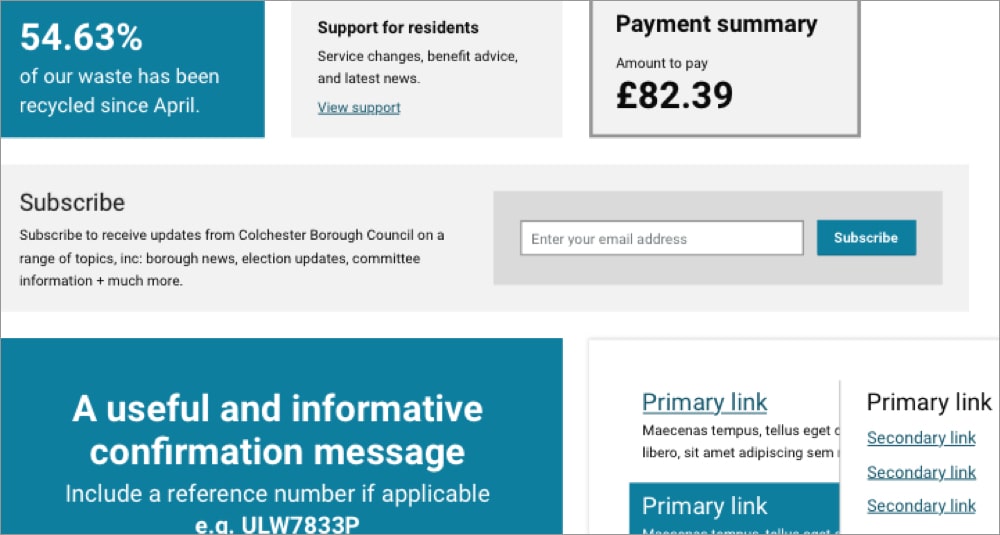 54.63%
of our waste has been
recycled since April.
Support for residents
Service changes, benefit advice,
and latest news.
View support
Payment summary
Amount to pay
£82.39
Subscribe
Subscribe to receive updates from Colchester Borough Council on a
range of topics, inc: borough news, election updates, committee
information + much more.
Enter your email address
Subscribe
A useful and informative
confirmation message
Include a reference number if applicable
e.g. ULW7833P
Primary link
Maecenas tempus, tellus eget
libero, sit amet adipiscing sem
Primary link
Maecenas tempus, tellus eget
Primary link
Secondary link
Secondary link
Secondary link